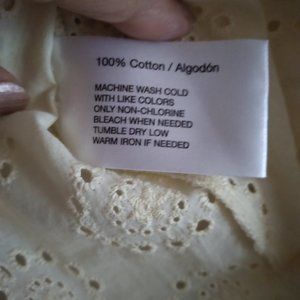 100% Cotton / Algodón
MACHINE WASH COLD
WITH LIKE COLORS
ONLY NON-CHLORINE
BLEACH WHEN NEEDED
TUMBLE DRY LOW
WARM IRON IF NEEDED